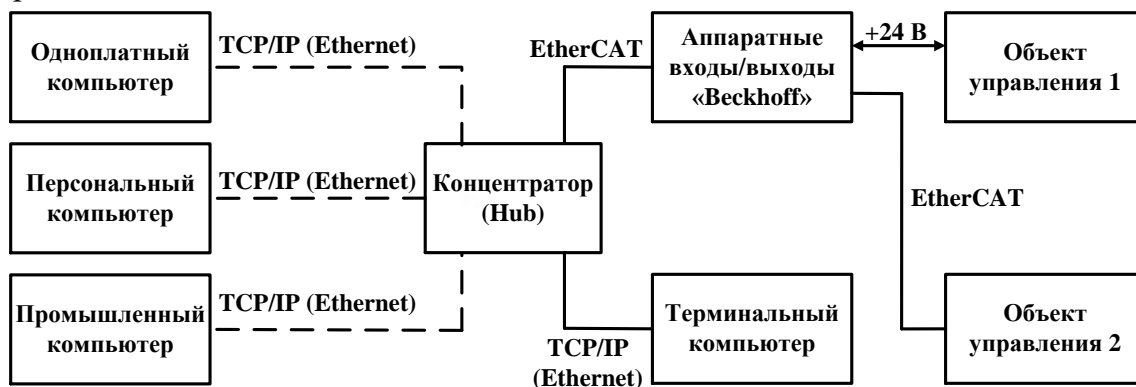 Одноплатный
компьютер
TCP/IP (Ethernet)
EtherCAT
Аппаратные
входы/выходы
«Beckhoff»
+24 В
Объект
управления 1
Персональный
компьютер
TCP/IP (Ethernet)
Концентратор
(Hub)
EtherCAT
Промышленный
компьютер
TCP/IP (Ethernet)
TCP/IP
(Ethernet)
Терминальный
компьютер
Объект
управления 2